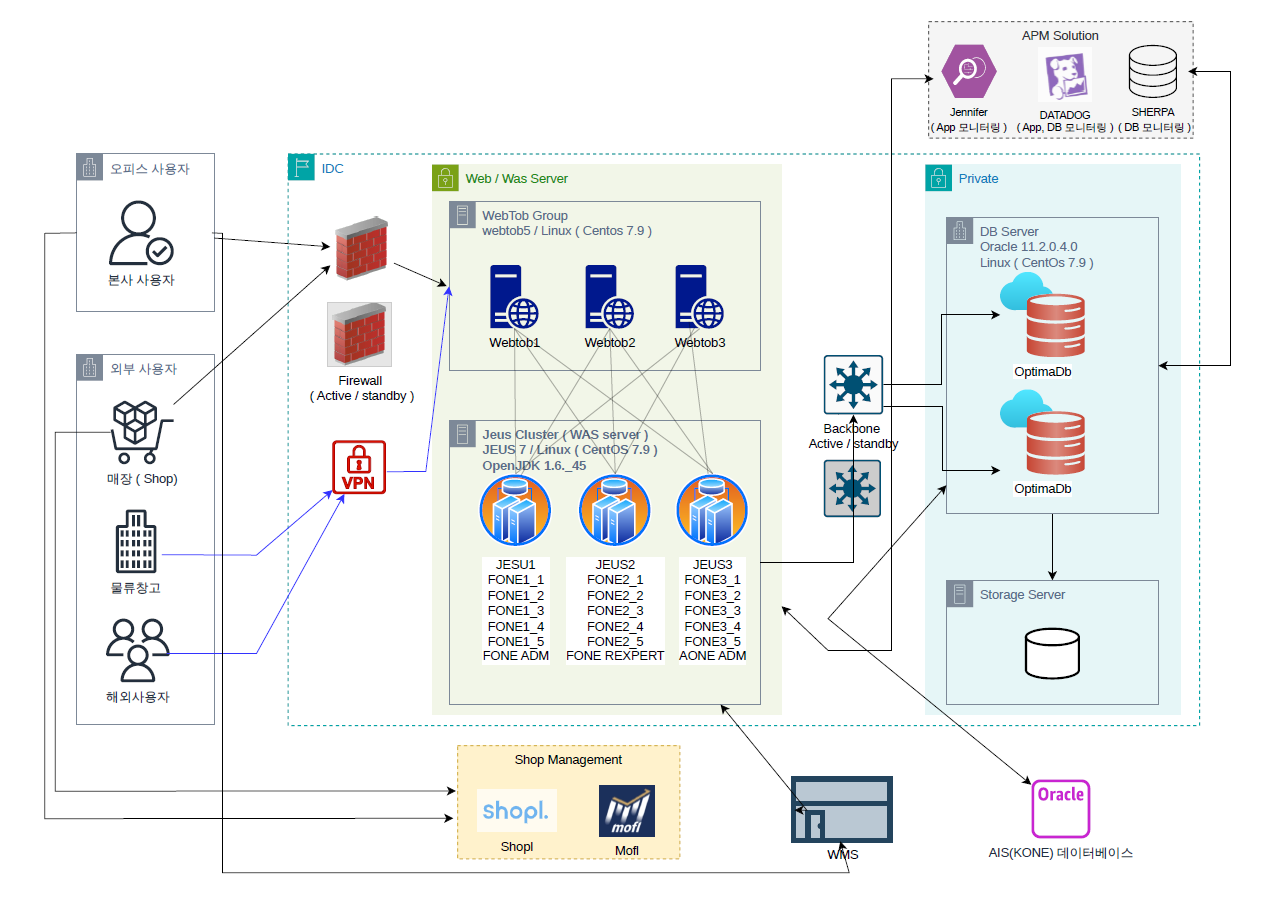 APM Solution
Jennifer
( App 모니터링 )
DATADOG
( App, DB 모니터링 )
SHERPA
( DB 모니터링 )
오피스 사용자
본사 사용자
외부 사용자
매장 ( Shop)
물류창고
해외사용자
IDC
Firewall
( Active / standby )
VPN
Web / Was Server
WebTob Group
webtob5 / Linux ( Centos 7.9 )
Webtob1
Webtob2
Webtob3
Jeus Cluster ( WAS server )
JEUS 7 / Linux ( CentOS 7.9 )
OpenJDK 1.6._45
JESU1
FONE1_1
FONE1_2
FONE1_3
FONE1_4
FONE1_5
FONE ADM
JEUS2
FONE2_1
FONE2_2
FONE2_3
FONE2_4
FONE2_5
FONE REXPERT
JEUS3
FONE3_1
FONE3_2
FONE3_3
FONE3_4
FONE3_5
AONE ADM
Backbone
Active / standby
Private
DB Server
Oracle 11.2.0.4.0
Linux ( CentOs 7.9 )
OptimaDb
OptimaDb
Storage Server
Shop Management
shopl.
Shopl
mofl
Mofl
WMS
Oracle
AIS(KONE) 데이터베이스